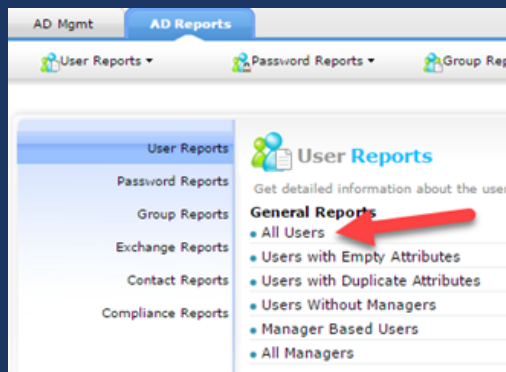 AD Mgmt AD Reports
User Reports Password Reports Group Rep
User Reports
Password Reports
Group Reports
Exchange Reports
Contact Reports
Compliance Reports
User Reports
Get detailed information about the user
General Reports
All Users
Users with Empty Attributes
Users with Duplicate Attributes
Users Without Managers
Manager Based Users
All Managers